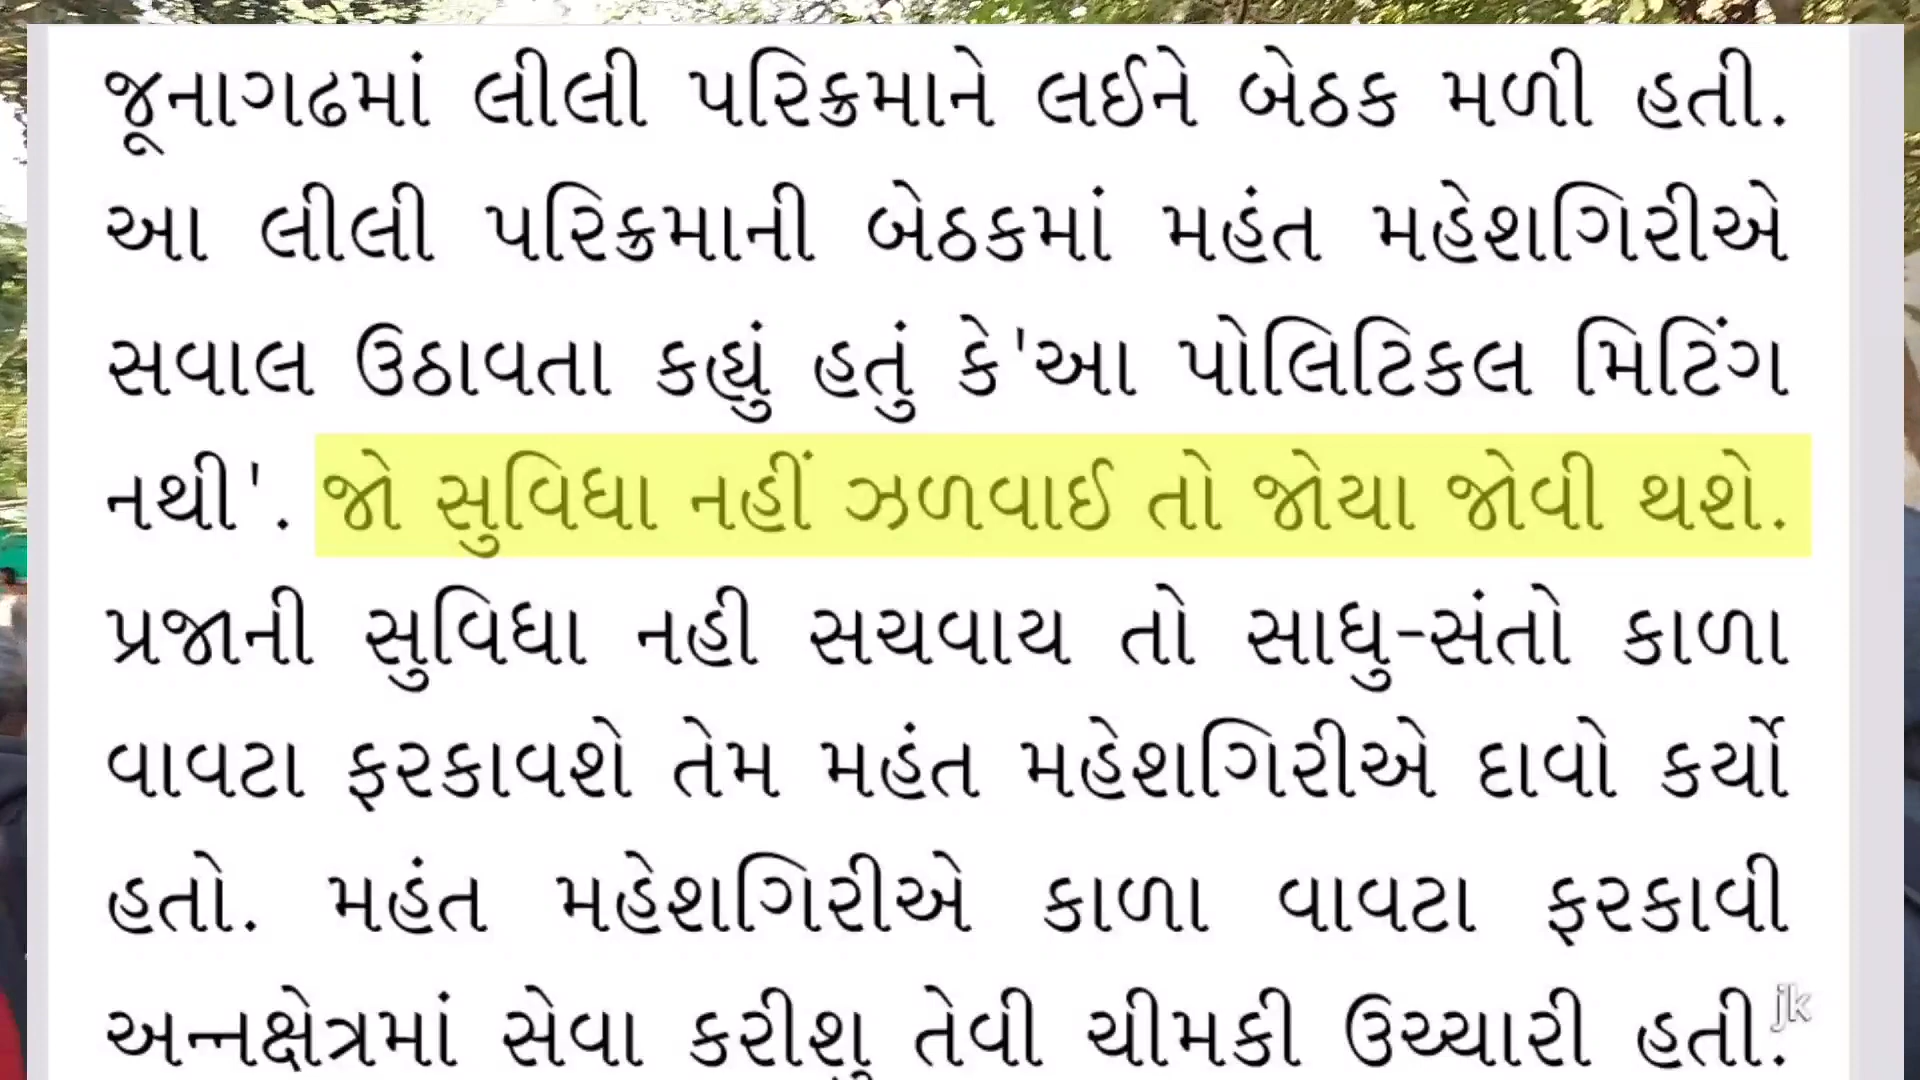 જૂનાગઢમાં લીલી પરિક્રમાને લઈને બેઠક મળી હતી.
આ લીલી પરિક્રમાની બેઠકમાં મહંત મહેશગિરીએ
સવાલ ઉઠાવતા કહ્યું હતું કે'આ પોલિટિકલ મિટિંગ
નથી'. જો સુવિધા નહીં ઝળવાઈ તો જોયા જોવી થશે.
પ્રજાની સુવિધા નહી સચવાય તો સાધુ-સંતો કાળા
વાવટા ફરકાવશે તેમ મહંત મહેશગિરીએ દાવો કર્યો
હતો. મહંત મહેશગિરીએ કાળા વાવટા ફરકાવી
અન્નક્ષેત્રમાં સેવા કરીશુ તેવી ચીમકી ઉચ્ચારી હતી.
jk